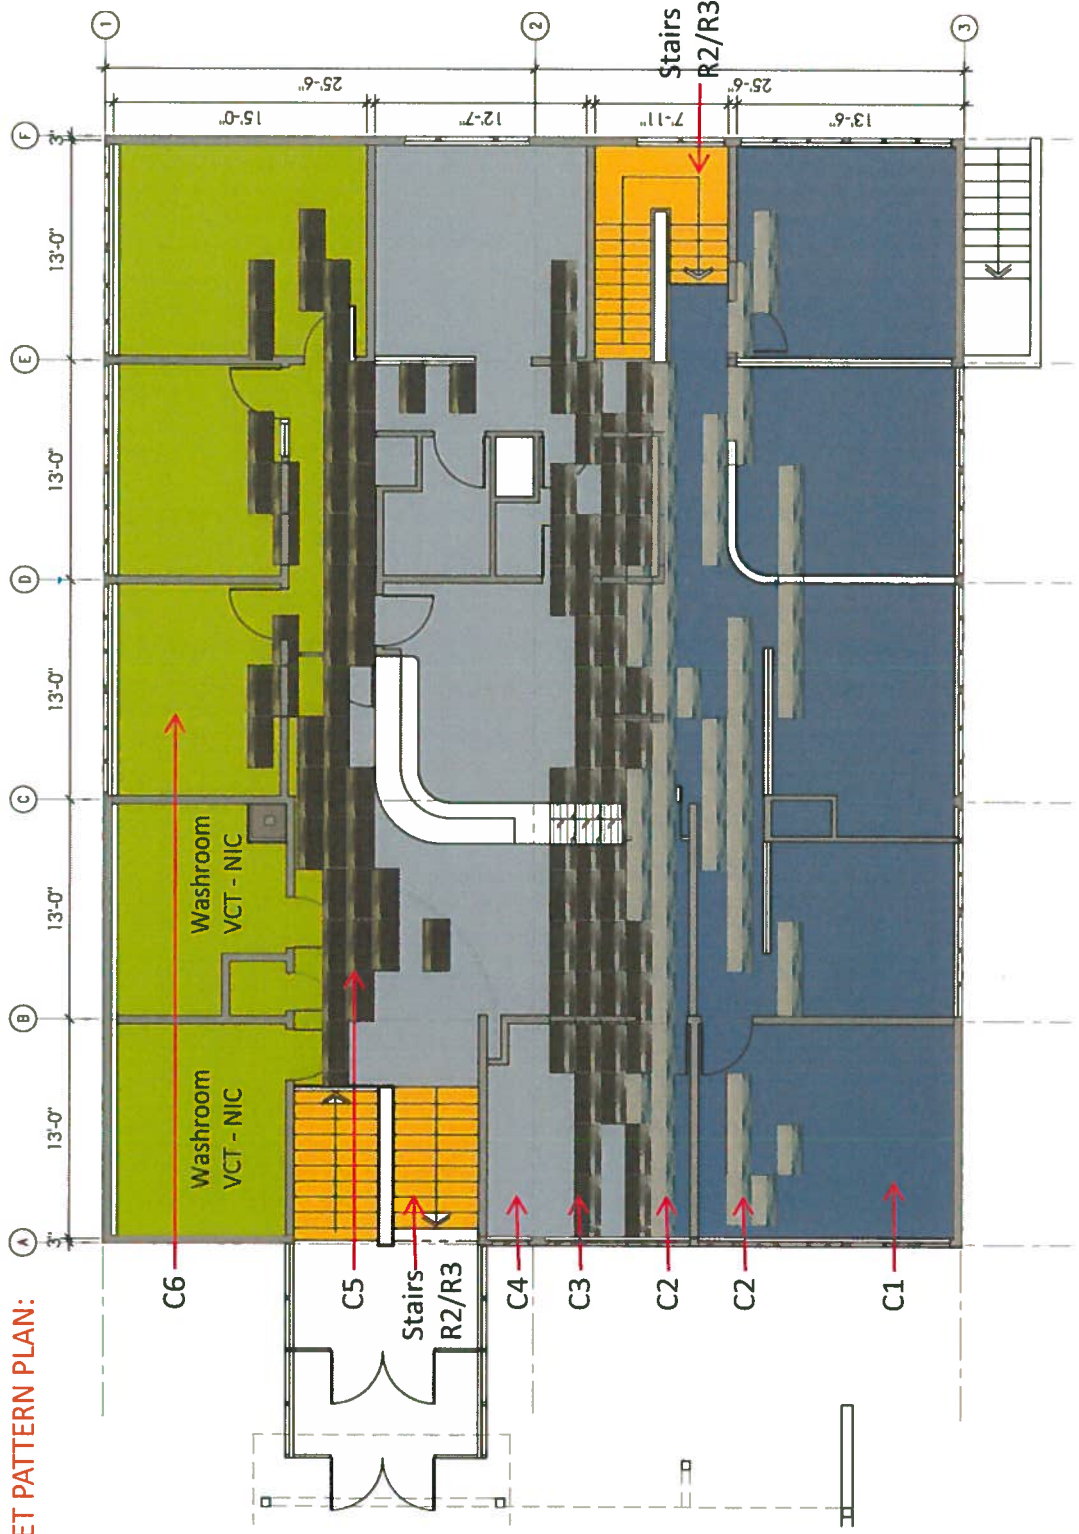 ET PATTERN PLAN:
A
B
C
D
E
F
3"
13'-0"
13'-0"
13'-0"
13'-0"
13'-0"
3"
1
2
3
25'-6"
25'-6"
15'-0"
12'-7"
7'-11"
13'-6"
Washroom
VCT - NIC
Washroom
VCT - NIC
Stairs
R2/R3
C6
C5
Stairs
R2/R3
C4
C3
C2
C2
C1